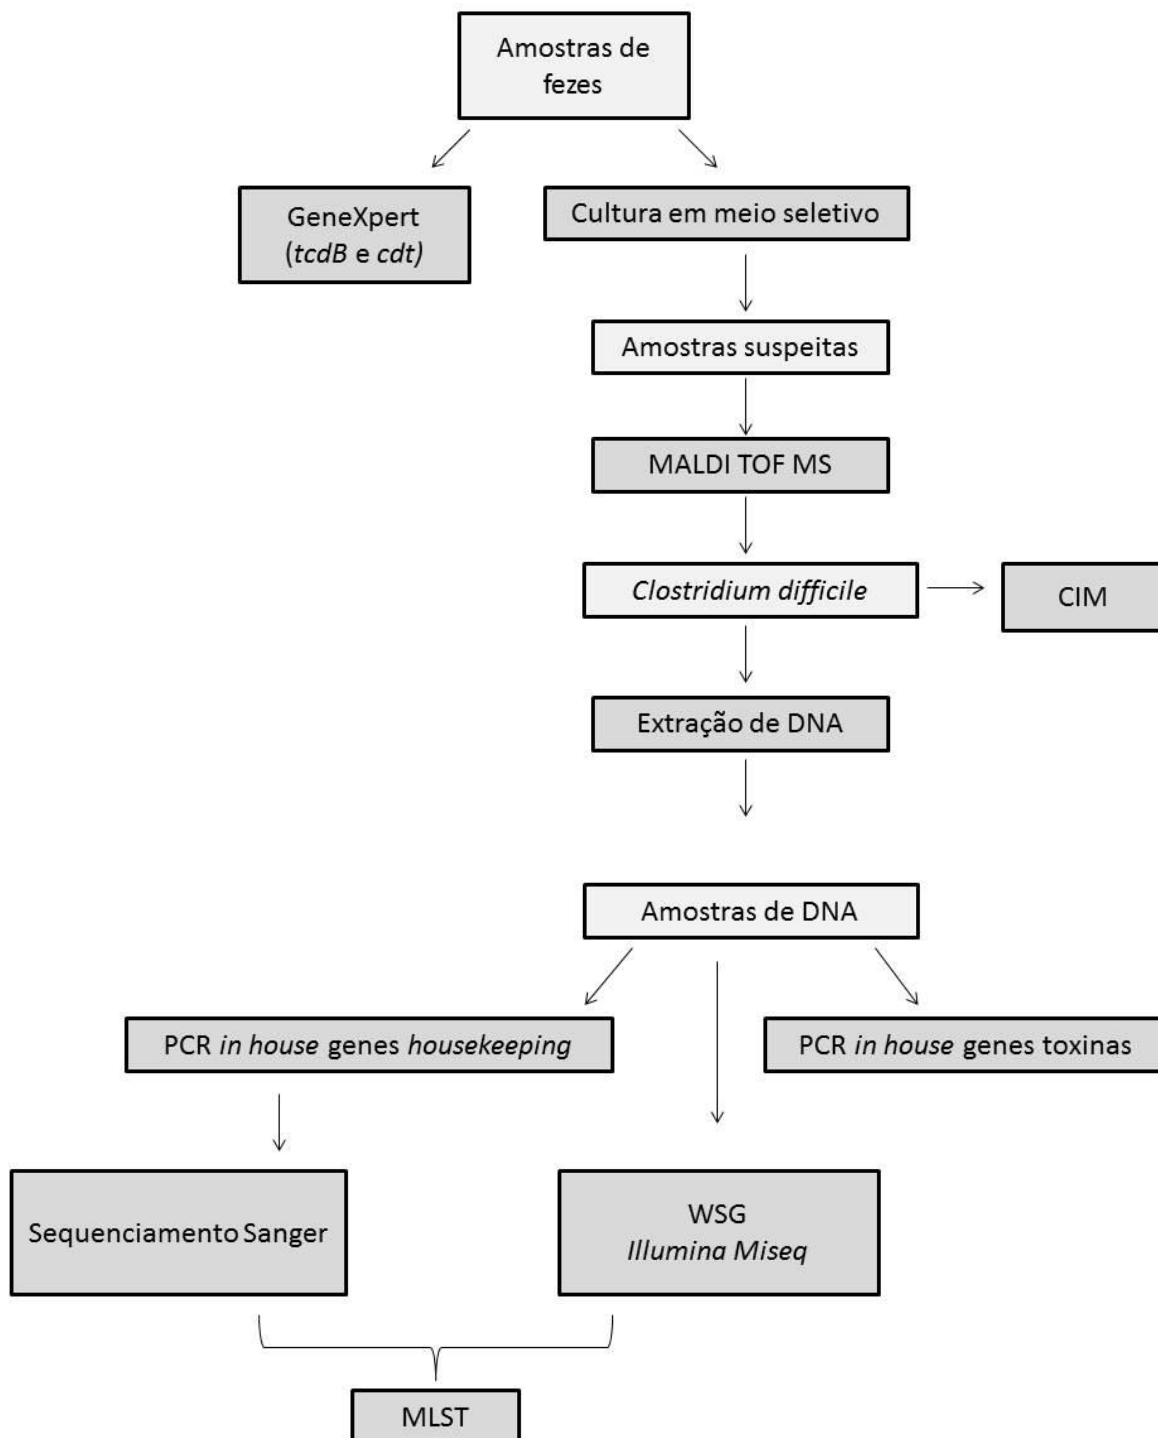 Amostras de
fezes
GeneXpert
(tcdB e cdt)
Cultura em meio seletivo
Amostras suspeitas
MALDI TOF MS
Clostridium difficile
CIM
Extração de DNA
Amostras de DNA
PCR in house genes housekeeping
PCR in house genes toxinas
Sequenciamento Sanger
WSG
Illumina Miseq
MLST